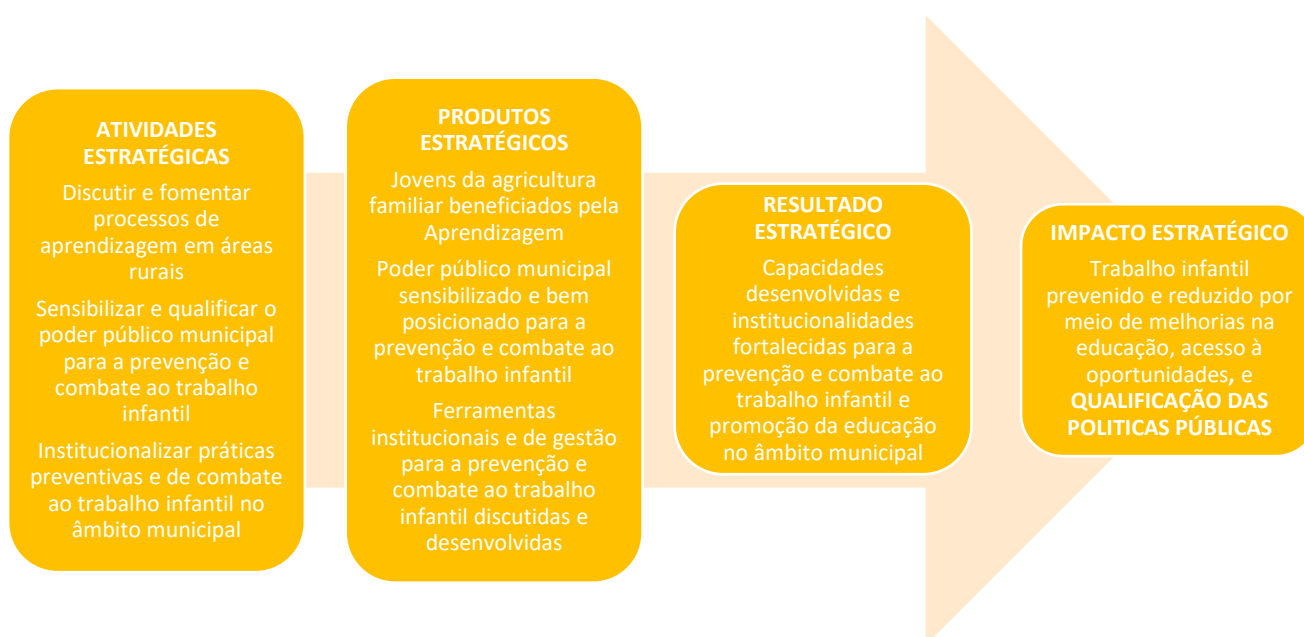 ATIVIDADES
ESTRATÉGICAS
Discutir e fomentar
processos de
aprendizagem em áreas
rurais
Sensibilizar e qualificar o
poder público municipal
para a prevenção e
combate ao trabalho
infantil
Institucionalizar práticas
preventivas e de combate
ao trabalho infantil no
âmbito municipal
PRODUTOS
ESTRATÉGICOS
Jovens da agricultura
familiar beneficiados pela
Aprendizagem
Poder público municipal
sensibilizado e bem
posicionado para a
prevenção e combate ao
trabalho infantil
Ferramentas
institucionais e de gestão
para a prevenção e
combate ao trabalho
infantil discutidas e
desenvolvidas
RESULTADO
ESTRATÉGICO
Capacidades
desenvolvidas e
institucionalidades
fortalecidas para a
prevenção e combate ao
trabalho infantil e
promoção da educação
no âmbito municipal
IMPACTO ESTRATÉGICO
Trabalho infantil
prevenido e reduzido por
meio de melhorias na
educação, acesso à
oportunidades, e
QUALIFICAÇÃO DAS
POLITICAS PÚBLICAS